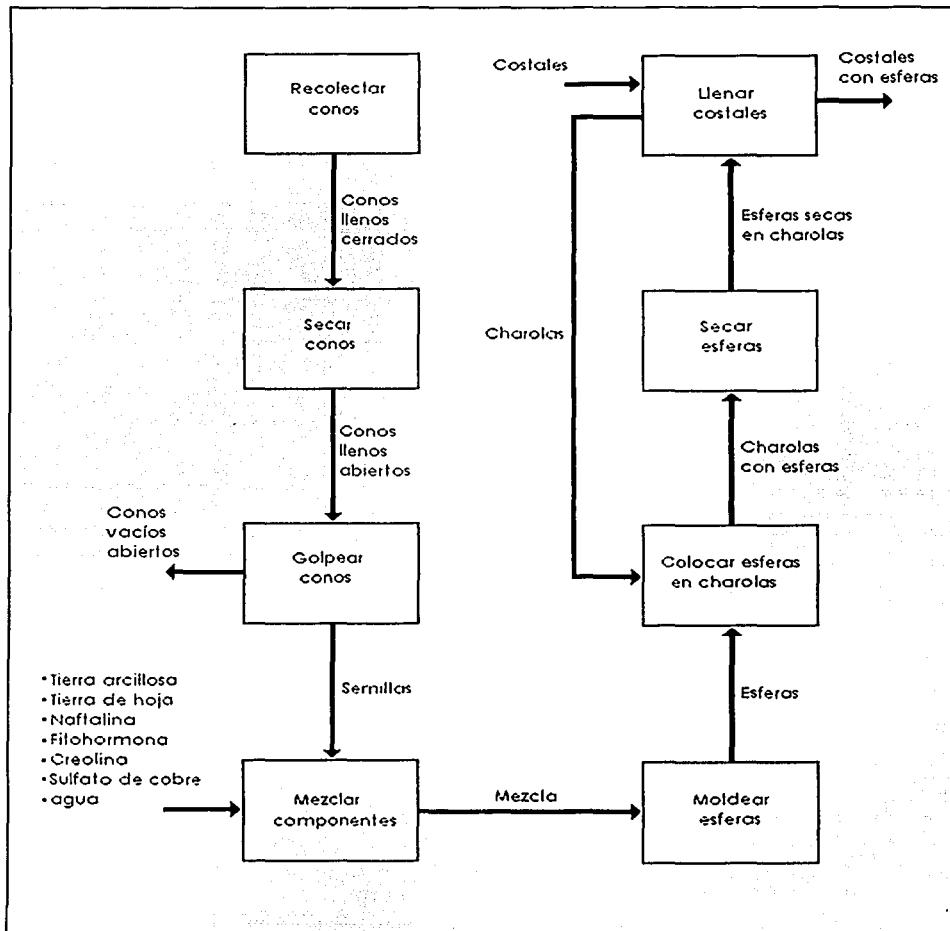 Recolectar
conos
Conos
llenos
cerrados
Secar
conos
Conos
llenos
abiertos
Conos
vacíos
abiertos
Golpear
conos
Semillas
• Tierra arcillosa
• Tierra de hoja
• Naftalina
• Fitohormona
• Creolina
• Sulfato de cobre
• agua
Mezclar
componentes
Mezcla
Moldear
esferas
Esferas
Colocar esferas
en charolas
Charolas
con esferas
Secar
esferas
Esferas secas
en charolas
Charolas
Costales
Llenar
costales
Costales
con esferas